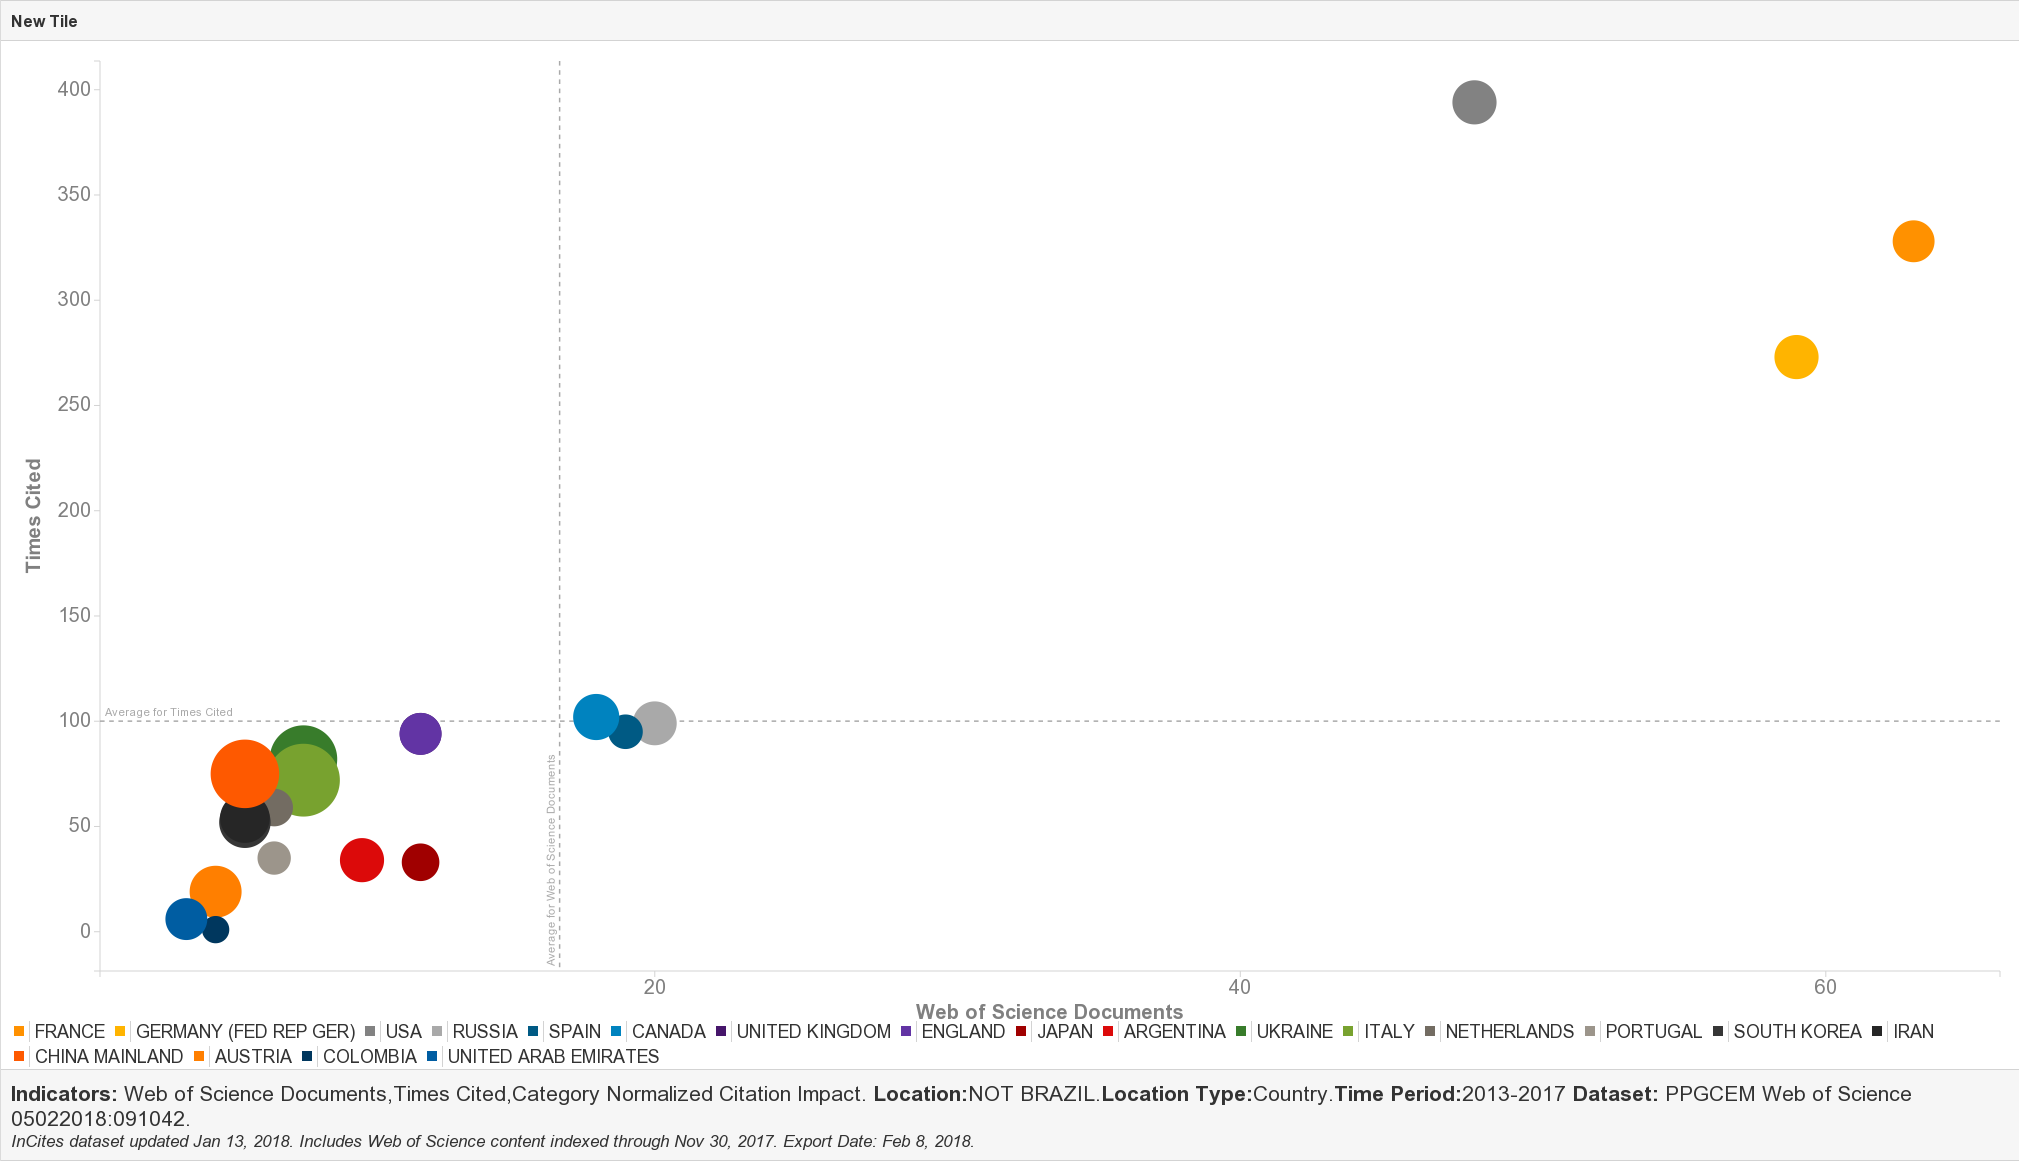 New Tile
400
350
300
250
200
150
100
50
0
Times Cited
Average for Times Cited
Average for Web of Science Documents
20
40
60
Web of Science Documents
FRANCE GERMANY (FED REP GER) USA RUSSIA SPAIN CANADA UNITED KINGDOM ENGLAND JAPAN ARGENTINA UKRAINE ITALY NETHERLANDS PORTUGAL SOUTH KOREA IRAN
CHINA MAINLAND AUSTRIA COLOMBIA UNITED ARAB EMIRATES
Indicators: Web of Science Documents,Times Cited,Category Normalized Citation Impact. Location:NOT BRAZIL.Location Type:Country.Time Period:2013-2017 Dataset: PPGCEM Web of Science
05022018:091042.
InCites dataset updated Jan 13, 2018. Includes Web of Science content indexed through Nov 30, 2017. Export Date: Feb 8, 2018.